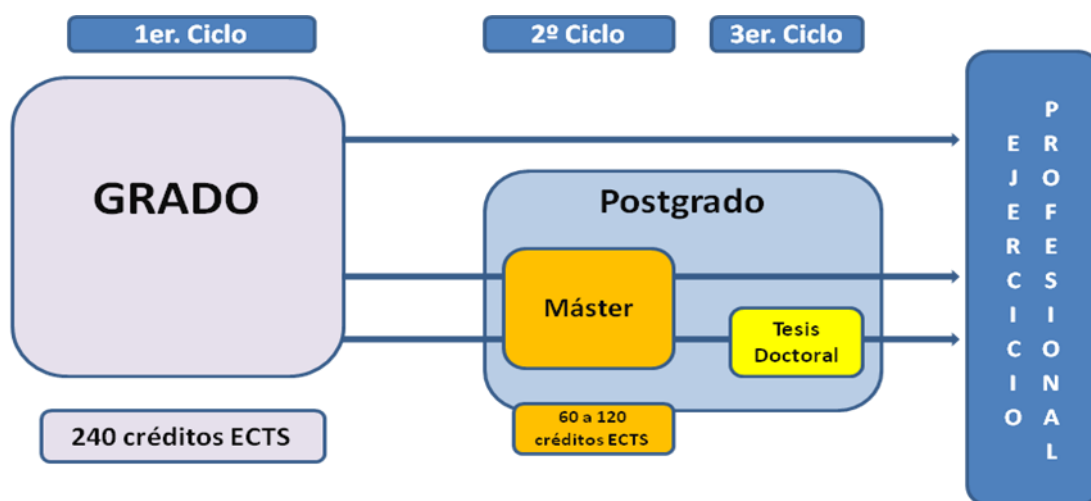 1er. Ciclo
2º Ciclo
3er. Ciclo
GRADO
Postgrado
Máster
Tesis
Doctoral
240 créditos ECTS
60 a 120
créditos ECTS
EJERCICIO
PROFESIONAL